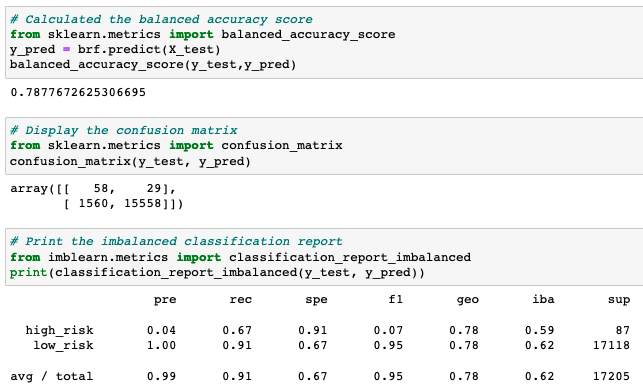 # Calculated the balanced accuracy score
from sklearn.metrics import balanced_accuracy_score
y_pred = brf.predict(X_test)
balanced_accuracy_score(y_test,y_pred)
0.7877672625306695
# Display the confusion matrix
from sklearn.metrics import confusion_matrix
confusion_matrix(y_test, y_pred)
array([[   58,    29],
       [ 1560, 15558]])
# Print the imbalanced classification report
from imblearn.metrics import classification_report_imbalanced
print(classification_report_imbalanced(y_test, y_pred))
pre rec spe f1 geo iba sup
high_risk 0.04 0.67 0.91 0.07 0.78 0.59 87
low_risk 1.00 0.91 0.67 0.95 0.78 0.62 17118
avg / total 0.99 0.91 0.67 0.95 0.78 0.62 17205